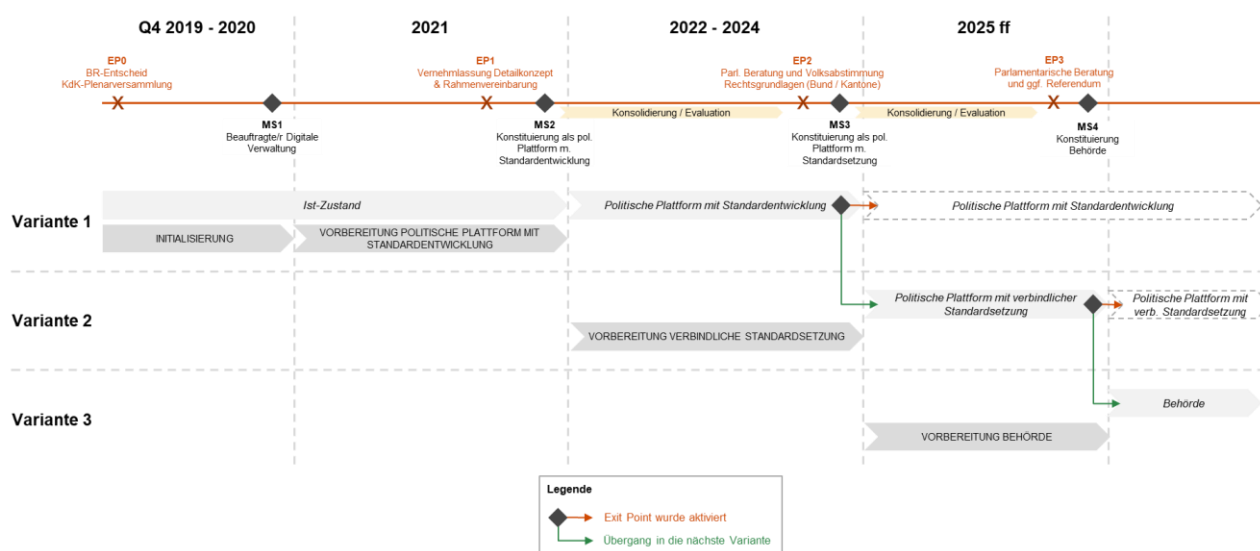 Q4 2019 - 2020
2021
2022 - 2024
2025 ff
EP0
BR-Entscheid
KdK-Plenarversammlung
EP1
Vernehmlassung Detailkonzept
& Rahmenvereinbarung
EP2
Parl. Beratung und Volksabstimmung
Rechtsgrundlagen (Bund / Kantone)
EP3
Parlamentarische Beratung
und ggf. Referendum
X
X
X
X
Konsolidierung / Evaluation
Konsolidierung / Evaluation
MS1
Beauftragte/r Digitale
Verwaltung
MS2
Konstituierung als pol.
Plattform m.
Standardentwicklung
MS3
Konstituierung als pol.
Plattform m.
Standardsetzung
MS4
Konstituierung
Behörde
Variante 1
Ist-Zustand
Politische Plattform mit Standardentwicklung
Politische Plattform mit Standardentwicklung
INITIALISIERUNG
VORBEREITUNG POLITISCHE PLATTFORM MIT
STANDARDENTWICKLUNG
Variante 2
Politische Plattform mit verbindlicher
Standardsetzung
Politische Plattform mit
verb. Standardsetzung
VORBEREITUNG VERBINDLICHE STANDARDSETZUNG
Variante 3
Behörde
VORBEREITUNG BEHÖRDE
Legende
Exit Point wurde aktiviert
Übergang in die nächste Variante